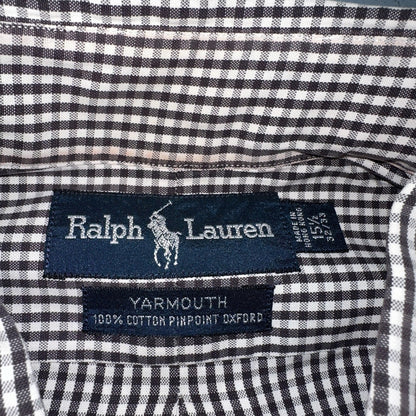 Ralph Lauren
MADE IN
HONG KONG
15½
32/33
YARMOUTH
100% COTTON PINPOINT OXFORD